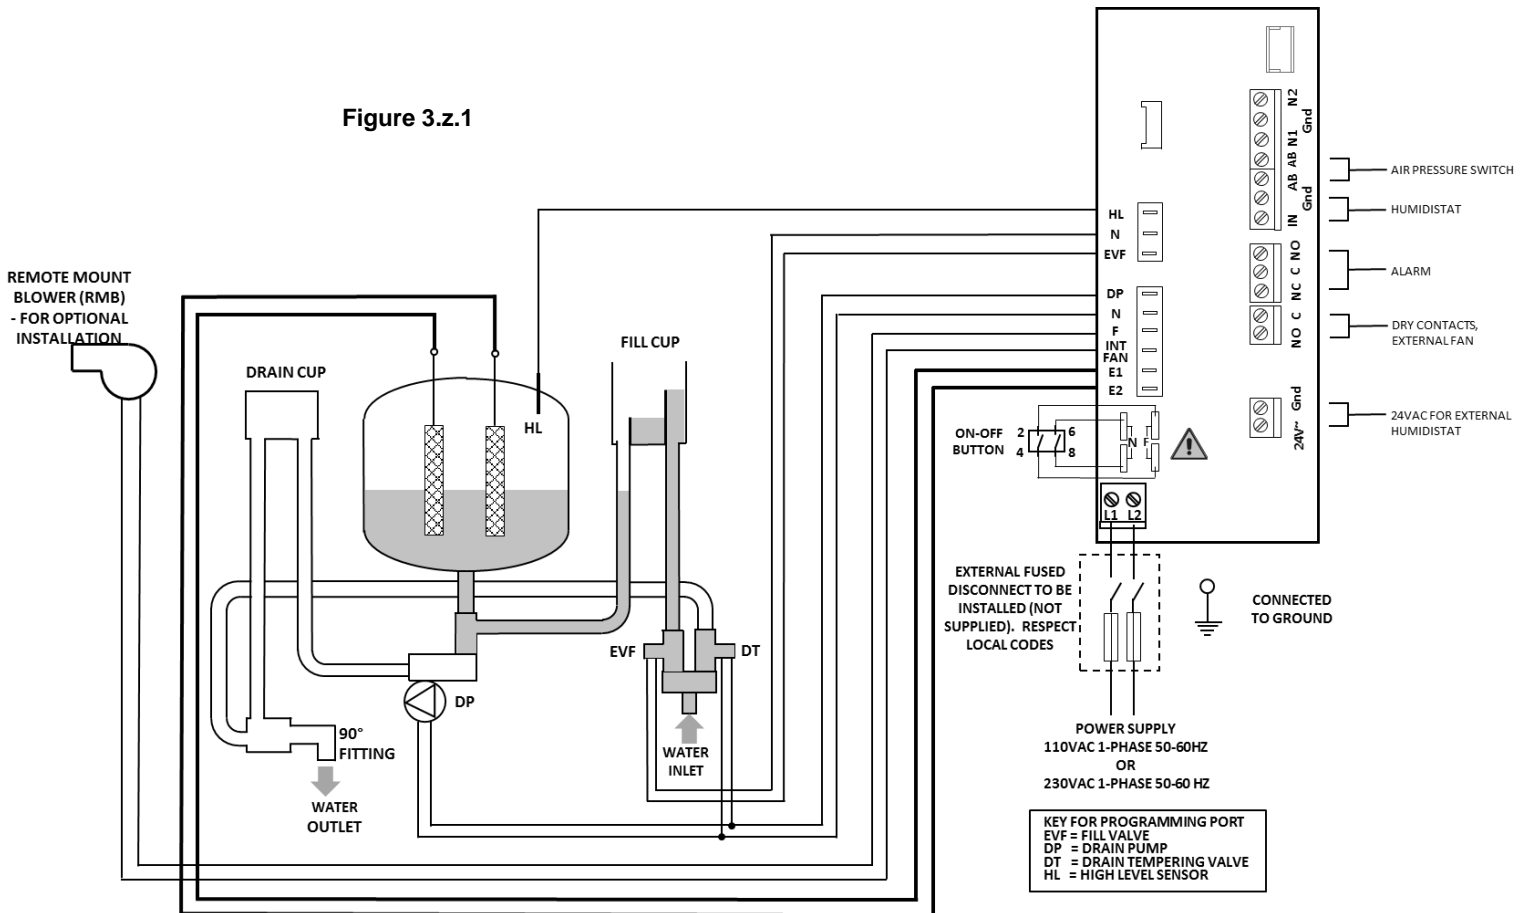 Figure 3.z.1
REMOTE MOUNT
BLOWER (RMB)
- FOR OPTIONAL
INSTALLATION
DRAIN CUP
HL
FILL CUP
EVF
DT
DP
90°
FITTING
WATER
OUTLET
WATER
INLET
HL
N
EVF
DP
N
F
INT
FAN
E1
E2
ON-OFF
BUTTON
2
6
4
8
N
F
L1
L2
N2
Gnd
N1
AB
AB
Gnd
IN
NO
C
NC
C
NO
Gnd
24V~
AIR PRESSURE SWITCH
HUMIDISTAT
ALARM
DRY CONTACTS,
EXTERNAL FAN
24VAC FOR EXTERNAL
HUMIDISTAT
EXTERNAL FUSED
DISCONNECT TO BE
INSTALLED (NOT
SUPPLIED). RESPECT
LOCAL CODES
CONNECTED
TO GROUND
POWER SUPPLY
110VAC 1-PHASE 50-60HZ
OR
230VAC 1-PHASE 50-60 HZ
KEY FOR PROGRAMMING PORT
EVF = FILL VALVE
DP = DRAIN PUMP
DT = DRAIN TEMPERING VALVE
HL = HIGH LEVEL SENSOR